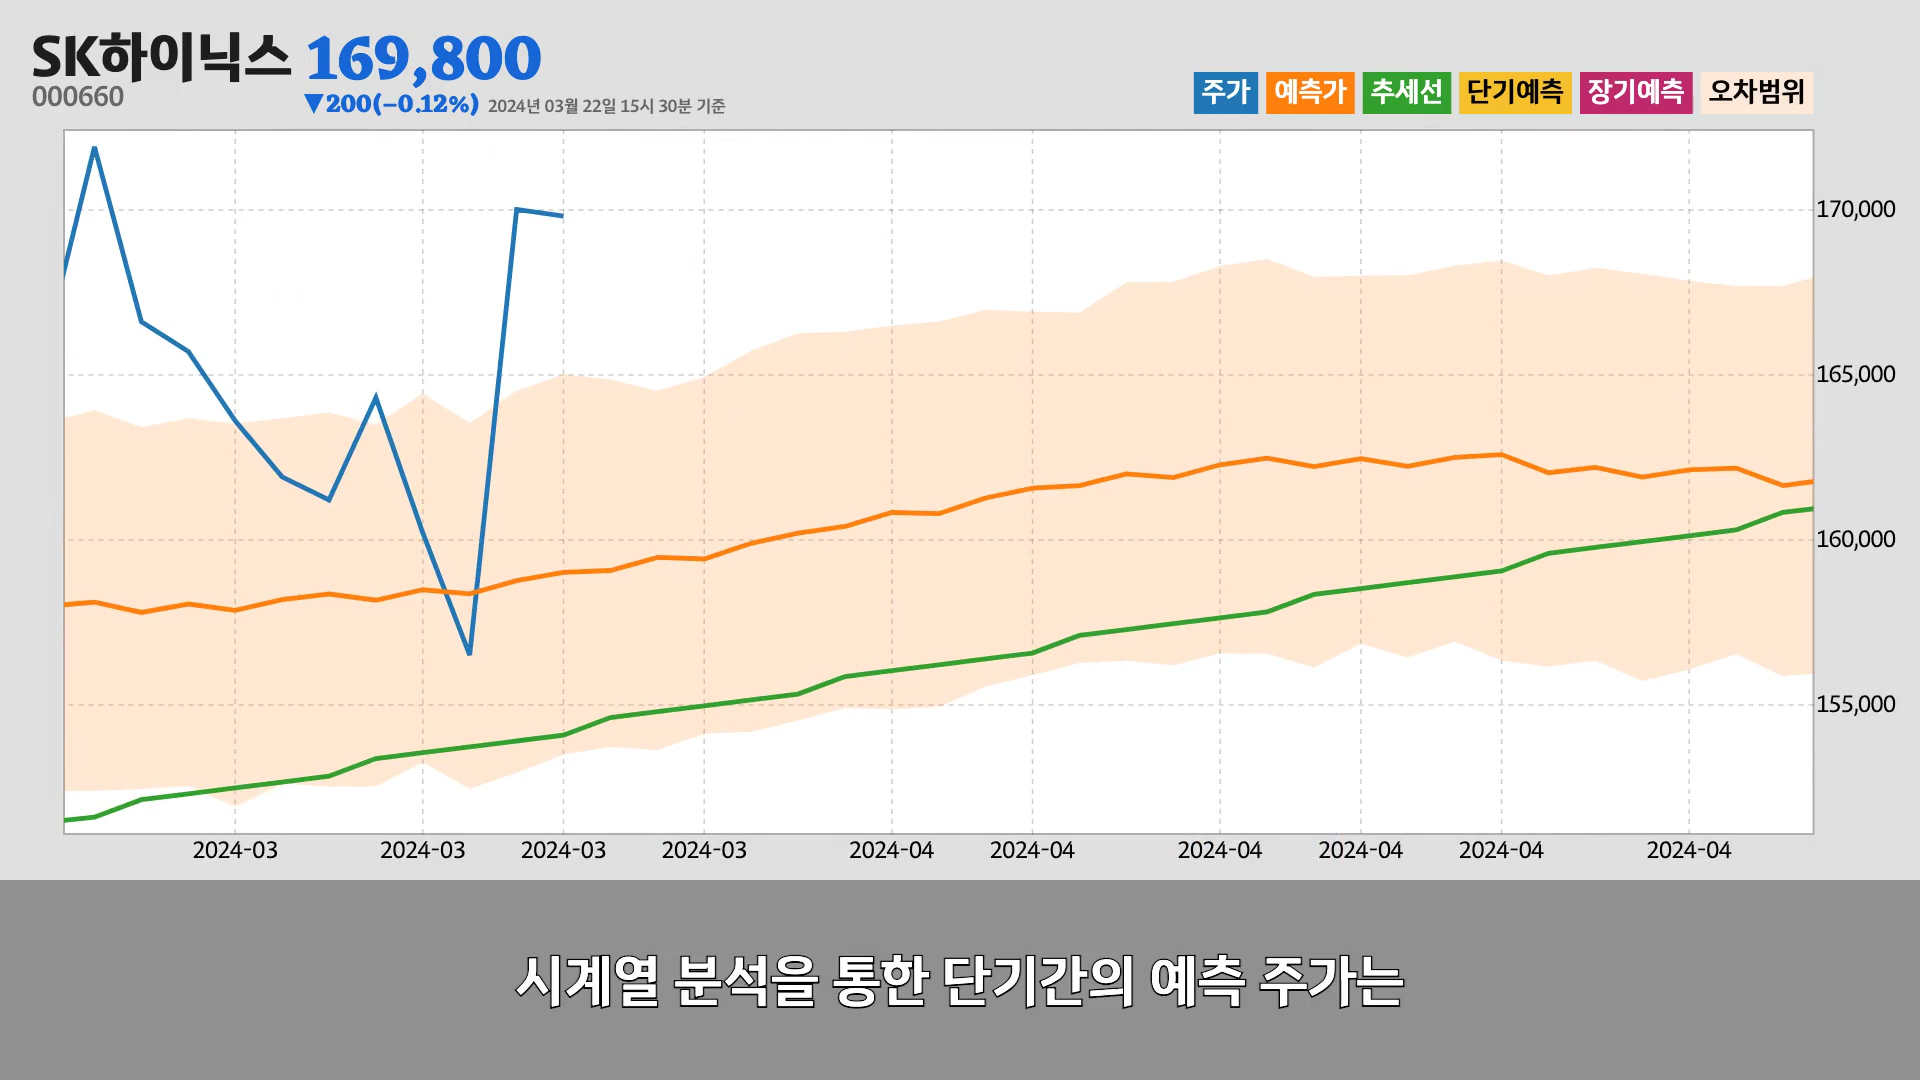 SK하이닉스 169,800
000660
▼200(−0.12%) 2024년 03월 22일 15시 30분 기준
주가 예측가 추세선 단기예측 장기예측 오차범위
170,000
165,000
160,000
155,000
2024-03 2024-03 2024-03 2024-03 2024-04 2024-04 2024-04 2024-04 2024-04 2024-04
시계열 분석을 통한 단기간의 예측 주가는